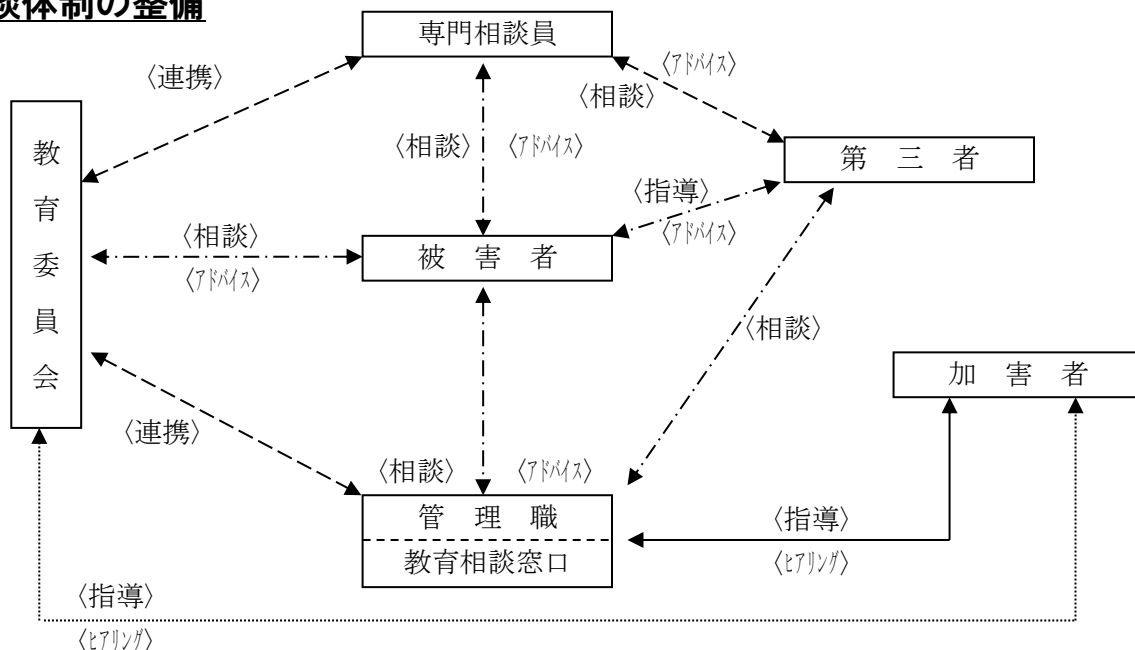 談体制の整備
専門相談員
〈連携〉
〈ｱﾄﾞﾊﾞｲｽ〉
〈相談〉
教育委員会
〈相談〉 〈ｱﾄﾞﾊﾞｲｽ〉
第 三 者
〈指導〉
〈ｱﾄﾞﾊﾞｲｽ〉
〈相談〉
〈ｱﾄﾞﾊﾞｲｽ〉
被 害 者
〈相談〉
加 害 者
〈連携〉
〈相談〉 〈ｱﾄﾞﾊﾞｲｽ〉
管 理 職
教育相談窓口
〈指導〉
〈ﾋｱﾘﾝｸﾞ〉
〈指導〉
〈ﾋｱﾘﾝｸﾞ〉